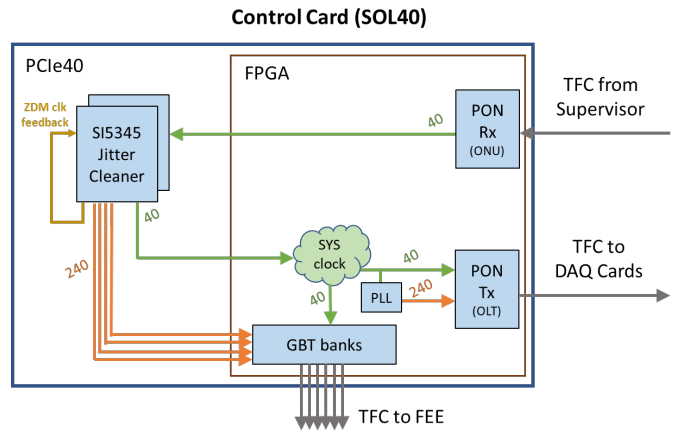 Control Card (SOL40)
PCIe40
FPGA
ZDM clk
feedback
SI5345
Jitter
Cleaner
40
PON
Rx
(ONU)
TFC from
Supervisor
40
240
SYS
clock
40
40
PLL
240
PON
Tx
(OLT)
TFC to
DAQ Cards
GBT banks
TFC to FEE